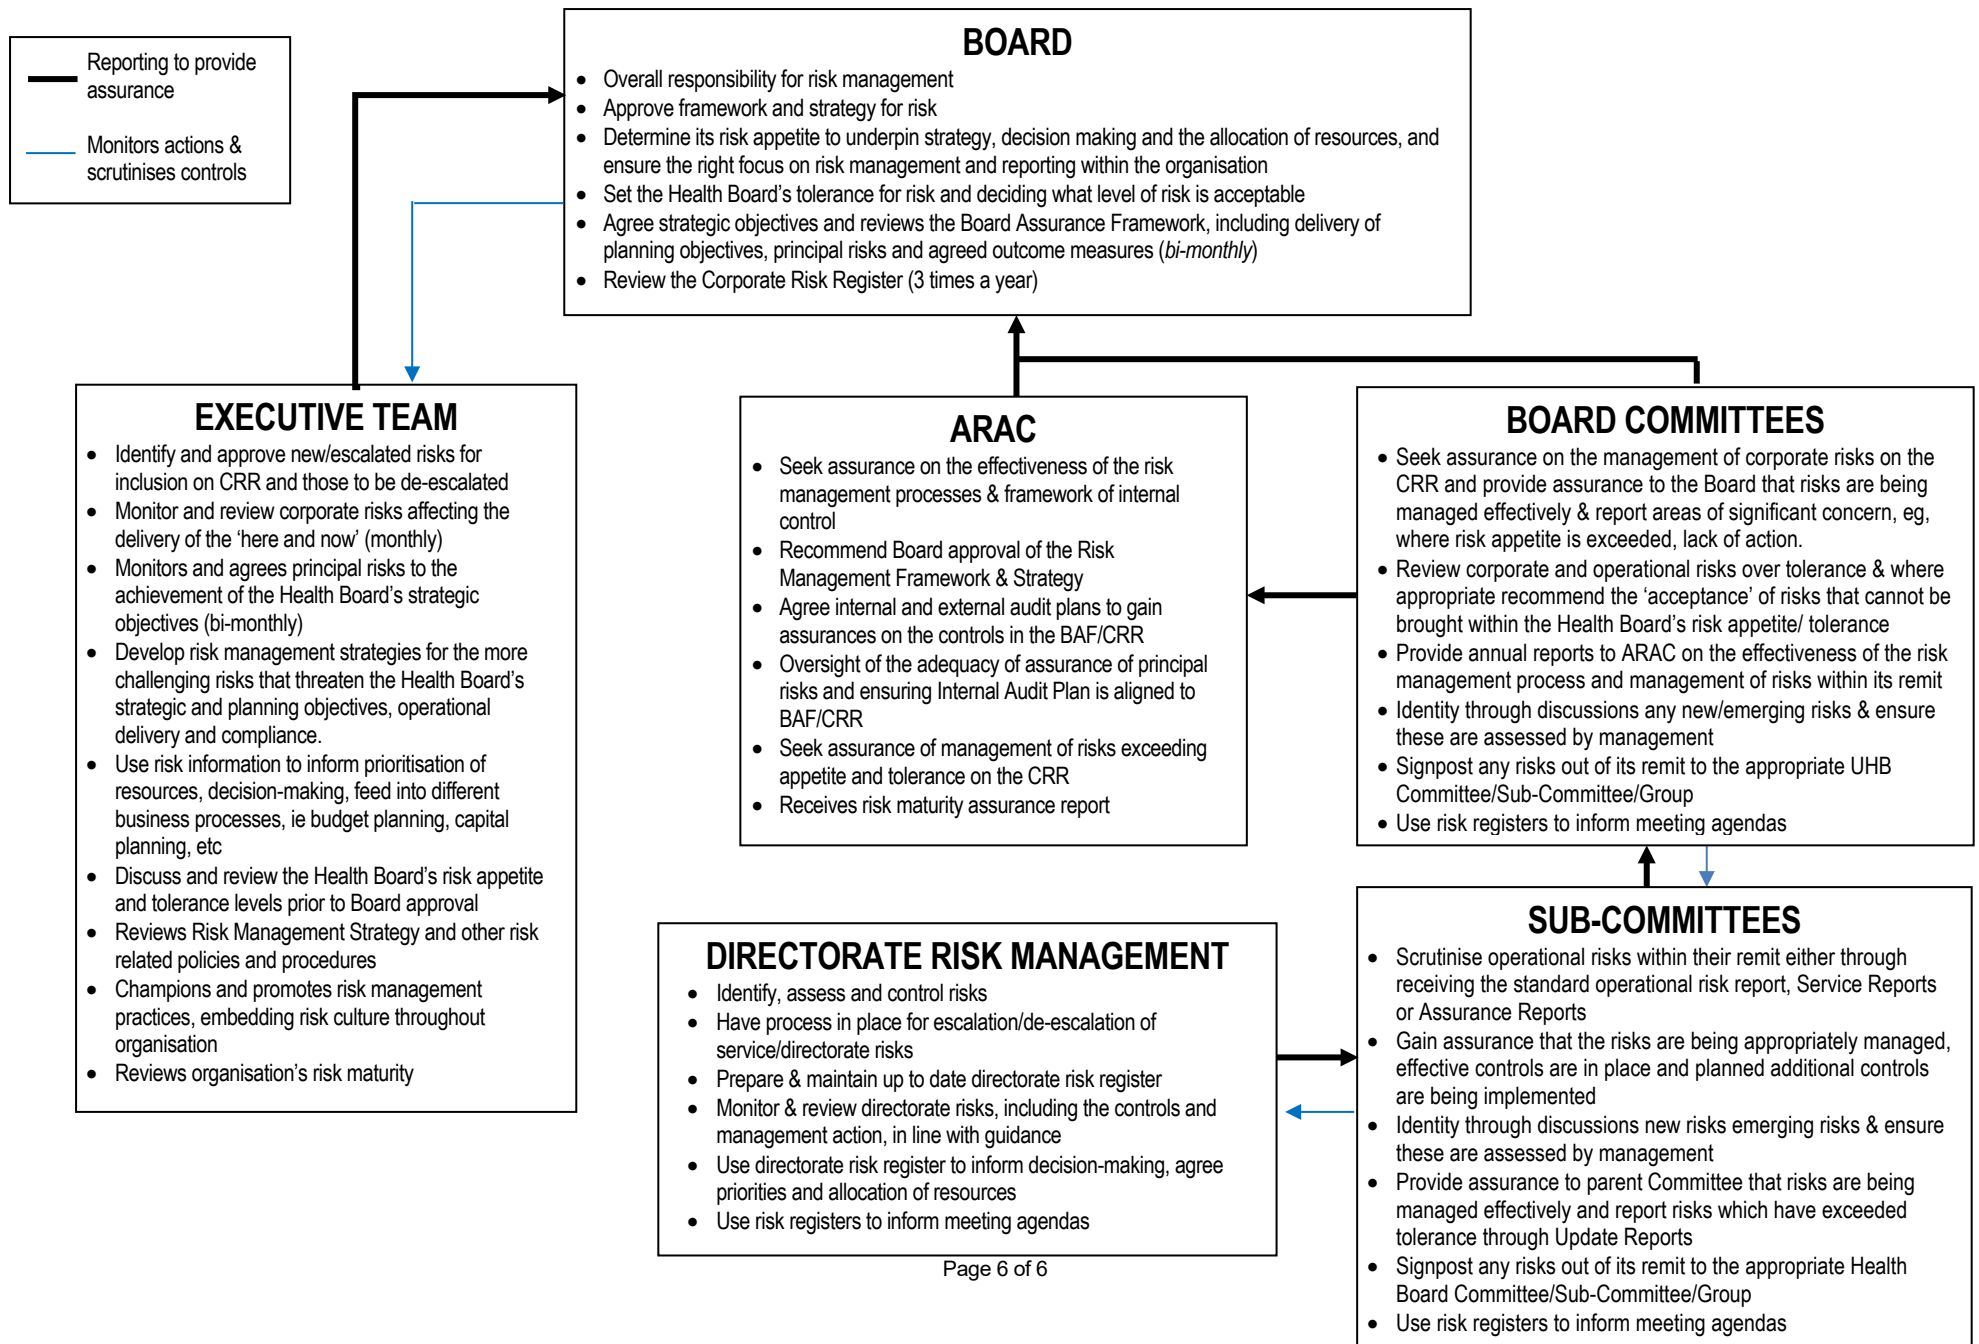 Reporting to provide
assurance
Monitors actions &
scrutinises controls
BOARD
• Overall responsibility for risk management
• Approve framework and strategy for risk
• Determine its risk appetite to underpin strategy, decision making and the allocation of resources, and
ensure the right focus on risk management and reporting within the organisation
• Set the Health Board's tolerance for risk and deciding what level of risk is acceptable
• Agree strategic objectives and reviews the Board Assurance Framework, including delivery of
planning objectives, principal risks and agreed outcome measures (bi-monthly)
• Review the Corporate Risk Register (3 times a year)
EXECUTIVE TEAM
• Identify and approve new/escalated risks for
inclusion on CRR and those to be de-escalated
• Monitor and review corporate risks affecting the
delivery of the 'here and now' (monthly)
• Monitors and agrees principal risks to the
achievement of the Health Board's strategic
objectives (bi-monthly)
• Develop risk management strategies for the more
challenging risks that threaten the Health Board's
strategic and planning objectives, operational
delivery and compliance.
• Use risk information to inform prioritisation of
resources, decision-making, feed into different
business processes, ie budget planning, capital
planning, etc
• Discuss and review the Health Board's risk appetite
and tolerance levels prior to Board approval
• Reviews Risk Management Strategy and other risk
related policies and procedures
• Champions and promotes risk management
practices, embedding risk culture throughout
organisation
• Reviews organisation's risk maturity
ARAC
• Seek assurance on the effectiveness of the risk
management processes & framework of internal
control
• Recommend Board approval of the Risk
Management Framework & Strategy
• Agree internal and external audit plans to gain
assurances on the controls in the BAF/CRR
• Oversight of the adequacy of assurance of principal
risks and ensuring Internal Audit Plan is aligned to
BAF/CRR
• Seek assurance of management of risks exceeding
appetite and tolerance on the CRR
• Receives risk maturity assurance report
BOARD COMMITTEES
• Seek assurance on the management of corporate risks on the
CRR and provide assurance to the Board that risks are being
managed effectively & report areas of significant concern, eg,
where risk appetite is exceeded, lack of action.
• Review corporate and operational risks over tolerance & where
appropriate recommend the 'acceptance' of risks that cannot be
brought within the Health Board's risk appetite/ tolerance
• Provide annual reports to ARAC on the effectiveness of the risk
management process and management of risks within its remit
• Identity through discussions any new/emerging risks & ensure
these are assessed by management
• Signpost any risks out of its remit to the appropriate UHB
Committee/Sub-Committee/Group
• Use risk registers to inform meeting agendas
DIRECTORATE RISK MANAGEMENT
• Identify, assess and control risks
• Have process in place for escalation/de-escalation of
service/directorate risks
• Prepare & maintain up to date directorate risk register
• Monitor & review directorate risks, including the controls and
management action, in line with guidance
• Use directorate risk register to inform decision-making, agree
priorities and allocation of resources
• Use risk registers to inform meeting agendas
SUB-COMMITTEES
• Scrutinise operational risks within their remit either through
receiving the standard operational risk report, Service Reports
or Assurance Reports
• Gain assurance that the risks are being appropriately managed,
effective controls are in place and planned additional controls
are being implemented
• Identity through discussions new risks emerging risks & ensure
these are assessed by management
• Provide assurance to parent Committee that risks are being
managed effectively and report risks which have exceeded
tolerance through Update Reports
• Signpost any risks out of its remit to the appropriate Health
Board Committee/Sub-Committee/Group
• Use risk registers to inform meeting agendas
Page 6 of 6